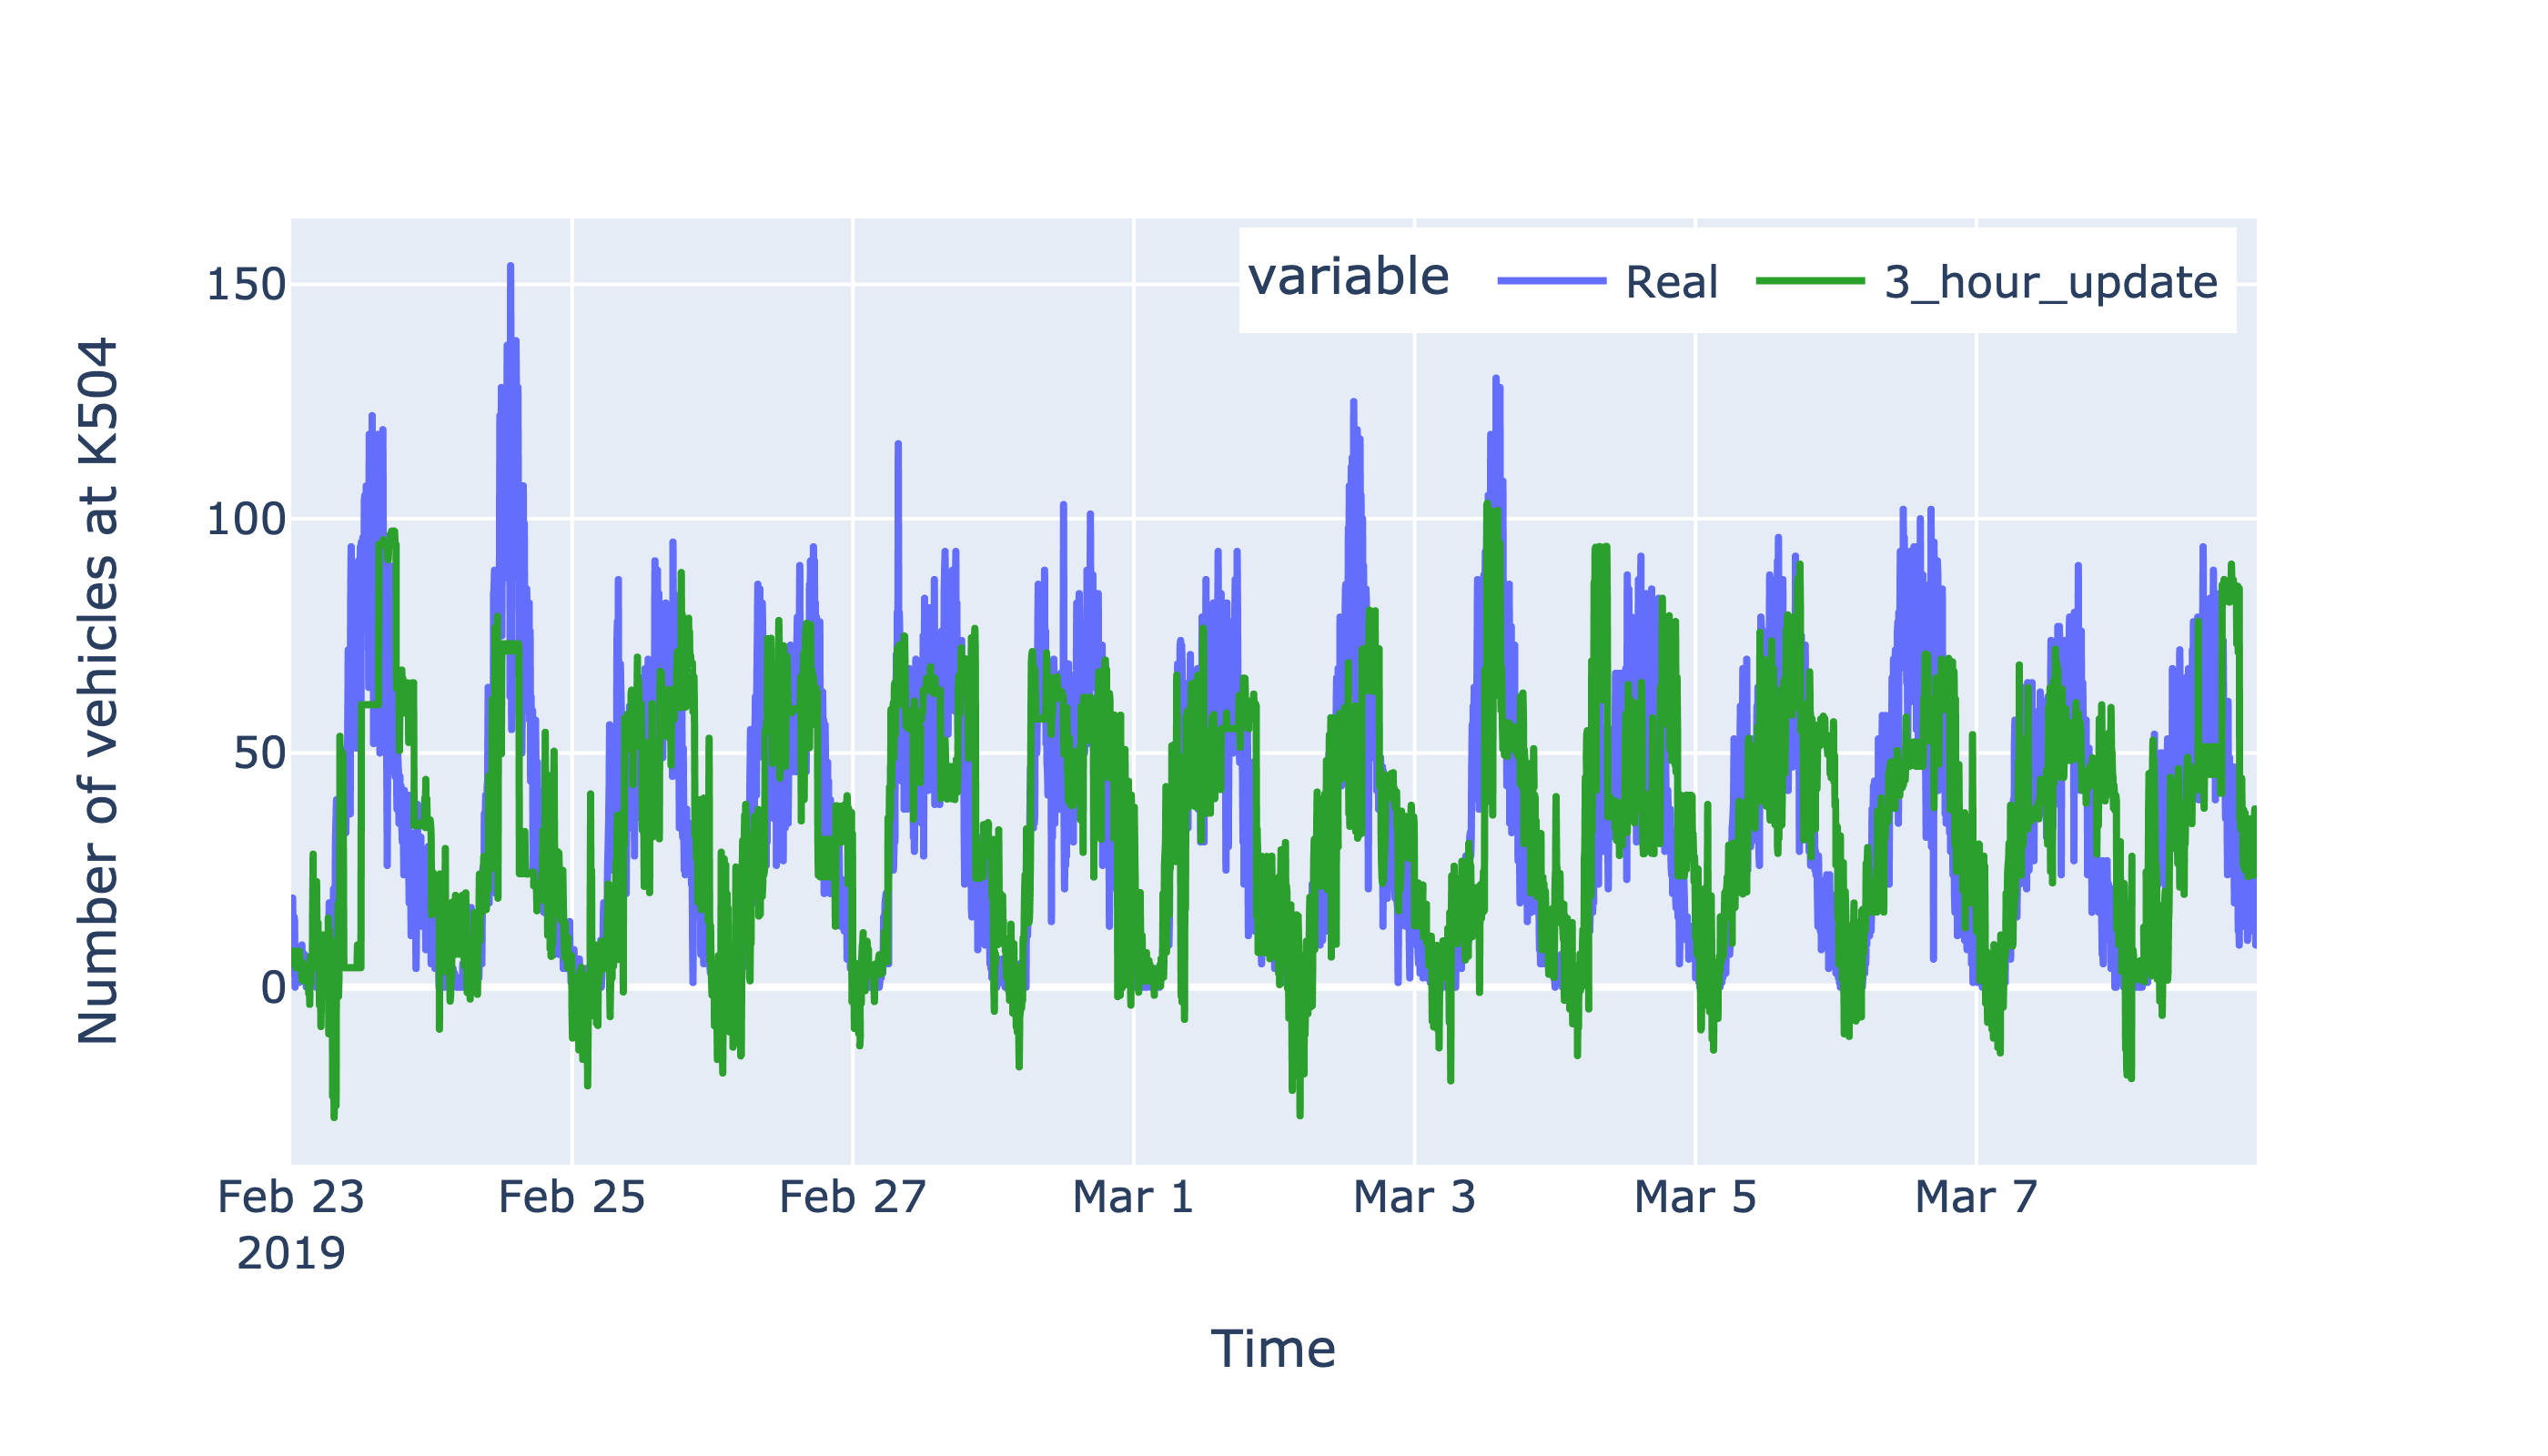 variable Real 3_hour_update
Number of vehicles at K504
150
100
50
0
Feb 23 Feb 25 Feb 27 Mar 1 Mar 3 Mar 5 Mar 7
2019
Time